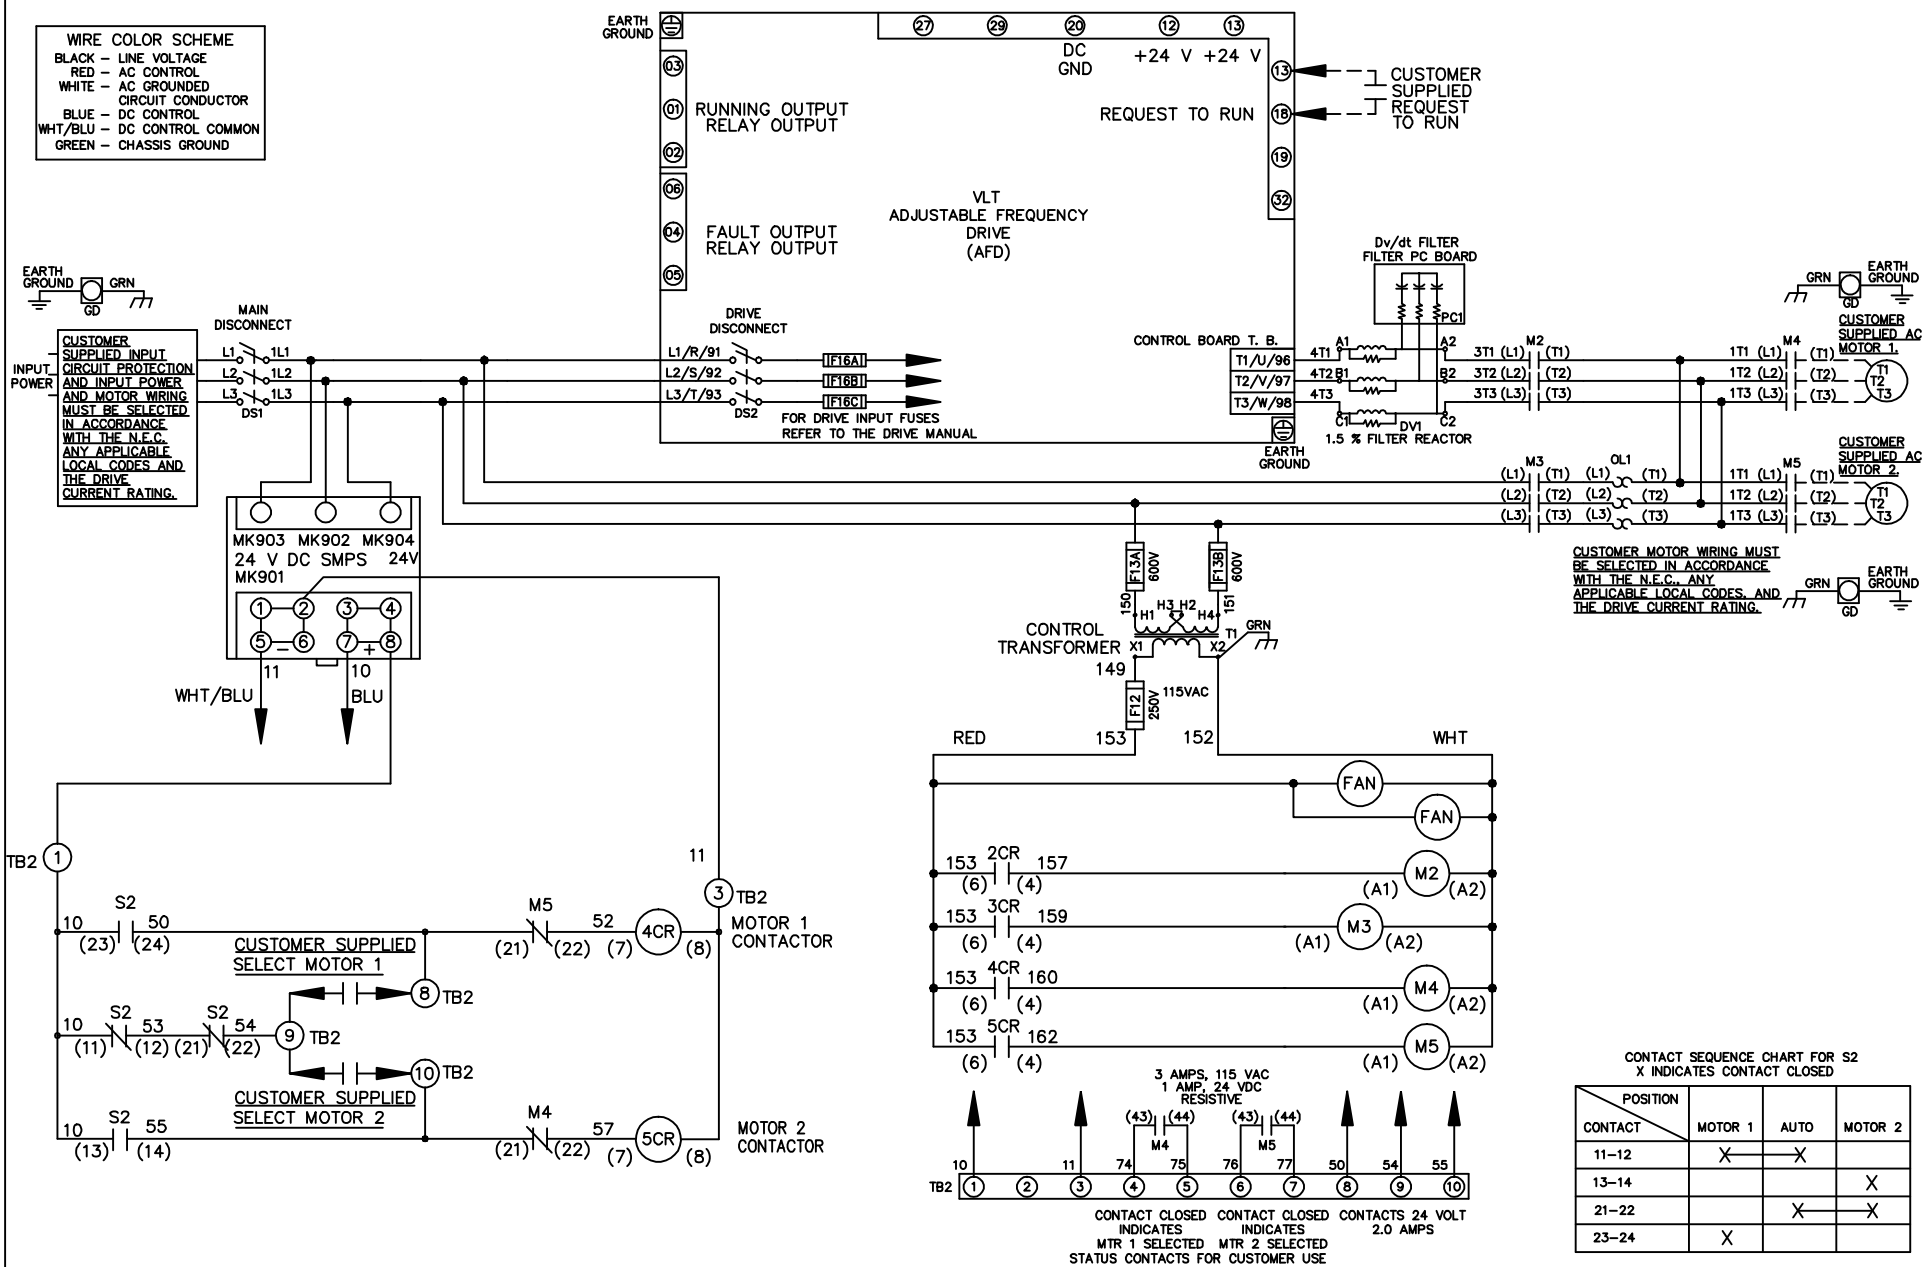 WIRE COLOR SCHEME
BLACK – LINE VOLTAGE
RED – AC CONTROL
WHITE – AC GROUNDED
CIRCUIT CONDUCTOR
BLUE – DC CONTROL
WHT/BLU – DC CONTROL COMMON
GREEN – CHASSIS GROUND
EARTH
GROUND
27 29 20 12 13
DC
GND
+24 V +24 V
03
01
02
RUNNING OUTPUT
RELAY OUTPUT
06
04
05
FAULT OUTPUT
RELAY OUTPUT
VLT
ADJUSTABLE FREQUENCY
DRIVE
(AFD)
REQUEST TO RUN
13
18
19
32
CUSTOMER
SUPPLIED
REQUEST
TO RUN
EARTH
GROUND
GRN
GD
INPUT
POWER
CUSTOMER
SUPPLIED INPUT
CIRCUIT PROTECTION
AND INPUT POWER
AND MOTOR WIRING
MUST BE SELECTED
IN ACCORDANCE
WITH THE N.E.C.
ANY APPLICABLE
LOCAL CODES AND
THE DRIVE
CURRENT RATING.
MAIN
DISCONNECT
L1 1L1
L2 1L2
L3 1L3
DS1
DRIVE
DISCONNECT
L1/R/91
L2/S/92
L3/T/93
DS2
F16A
F16B
F16C
FOR DRIVE INPUT FUSES
REFER TO THE DRIVE MANUAL
CONTROL BOARD T. B.
T1/U/96
T2/V/97
T3/W/98
EARTH
GROUND
Dv/dt FILTER
FILTER PC BOARD
PC1
4T1 A1 A2
4T2 B1 B2
4T3 C1 C2
DV1
1.5 % FILTER REACTOR
M2
3T1 (L1) (T1)
3T2 (L2) (T2)
3T3 (L3) (T3)
M4
1T1 (L1) (T1)
1T2 (L2) (T2)
1T3 (L3) (T3)
T1
T2
T3
GRN
GD
EARTH
GROUND
CUSTOMER
SUPPLIED AC
MOTOR 1.
M3
(L1) (T1)
(L2) (T2)
(L3) (T3)
OL1
(L1) (T1)
(L2) (T2)
(L3) (T3)
M5
1T1 (L1) (T1)
1T2 (L2) (T2)
1T3 (L3) (T3)
T1
T2
T3
CUSTOMER
SUPPLIED AC
MOTOR 2.
CUSTOMER MOTOR WIRING MUST
BE SELECTED IN ACCORDANCE
WITH THE N.E.C., ANY
APPLICABLE LOCAL CODES, AND
THE DRIVE CURRENT RATING.
GRN
GD
EARTH
GROUND
MK903 MK902 MK904
24 V DC SMPS 24V
MK901
1 2 3 4
5 – 6 7 + 8
11 10
WHT/BLU BLU
F13A 600V
F13B 600V
150 151
H1 H3 H2 H4
CONTROL
TRANSFORMER
X1 X2
T1
GRN
149
F12 250V
115VAC
153 152
RED WHT
FAN
FAN
153 2CR 157
(6) (4)
(A1) M2 (A2)
153 3CR 159
(6) (4)
(A1) M3 (A2)
153 4CR 160
(6) (4)
(A1) M4 (A2)
153 5CR 162
(6) (4)
(A1) M5 (A2)
TB2 1
11
3 TB2
10 S2 50
(23) (24)
M5
(21) (22)
52
(7) 4CR (8)
MOTOR 1
CONTACTOR
CUSTOMER SUPPLIED
SELECT MOTOR 1
8 TB2
10 S2 53 S2 54
(11) (12) (21) (22)
9 TB2
10 TB2
CUSTOMER SUPPLIED
SELECT MOTOR 2
10 S2 55
(13) (14)
M4
(21) (22)
57
(7) 5CR (8)
MOTOR 2
CONTACTOR
3 AMPS, 115 VAC
1 AMP, 24 VDC
RESISTIVE
(43) (44) (43) (44)
M4 M5
10 11 74 75 76 77 50 54 55
TB2 1 2 3 4 5 6 7 8 9 10
CONTACT CLOSED
INDICATES
MTR 1 SELECTED
CONTACT CLOSED
INDICATES
MTR 2 SELECTED
STATUS CONTACTS FOR CUSTOMER USE
CONTACTS 24 VOLT
2.0 AMPS
CONTACT SEQUENCE CHART FOR S2
X INDICATES CONTACT CLOSED
POSITION
CONTACT MOTOR 1 AUTO MOTOR 2
11–12 X X
13–14 X
21–22 X X
23–24 X